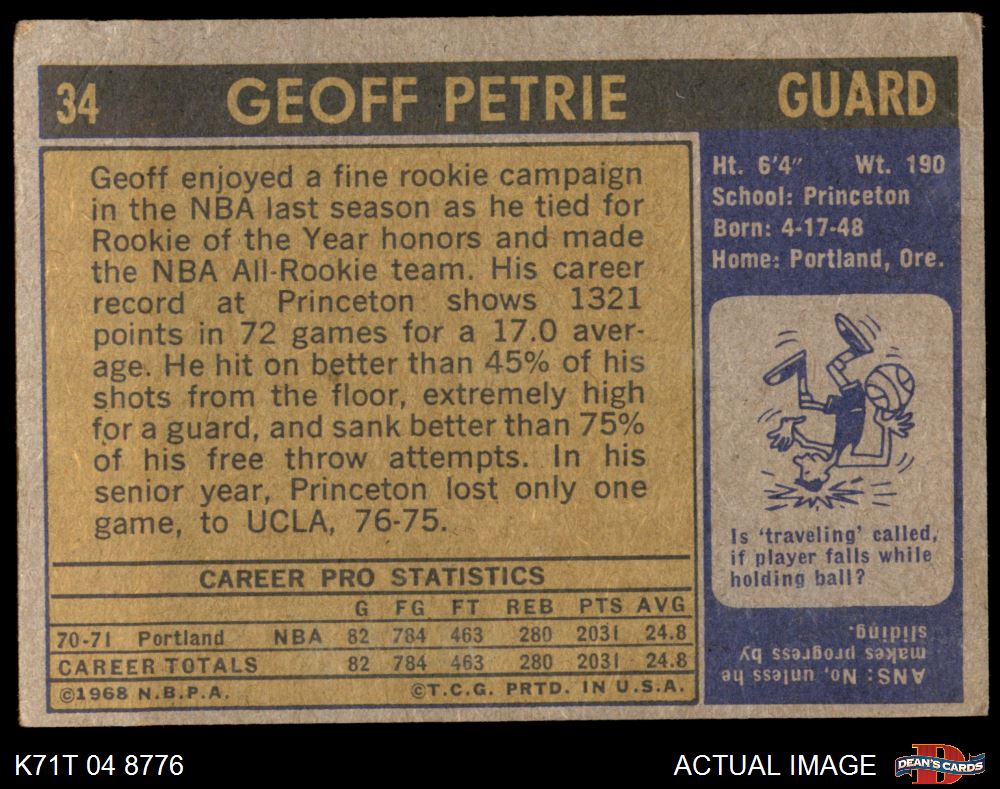 34 GEOFF PETRIE GUARD
Geoff enjoyed a fine rookie campaign
in the NBA last season as he tied for
Rookie of the Year honors and made
the NBA All-Rookie team. His career
record at Princeton shows 1321
points in 72 games for a 17.0 aver-
age. He hit on better than 45% of his
shots from the floor, extremely high
for a guard, and sank better than 75%
of his free throw attempts. In his
senior year, Princeton lost only one
game, to UCLA, 76-75.
CAREER PRO STATISTICS
G FG FT REB PTS AVG
70-71 Portland NBA 82 784 463 280 2031 24.8
CAREER TOTALS 82 784 463 280 2031 24.8
©1968 N.B.P.A. ©T.C.G. PRTD. IN U.S.A.
Ht. 6'4" Wt. 190
School: Princeton
Born: 4-17-48
Home: Portland, Ore.
Is 'traveling' called,
if player falls while
holding ball?
ANS: No, unless he
makes progress by
sliding.
K71T 04 8776 ACTUAL IMAGE
D
DEAN'S CARDS